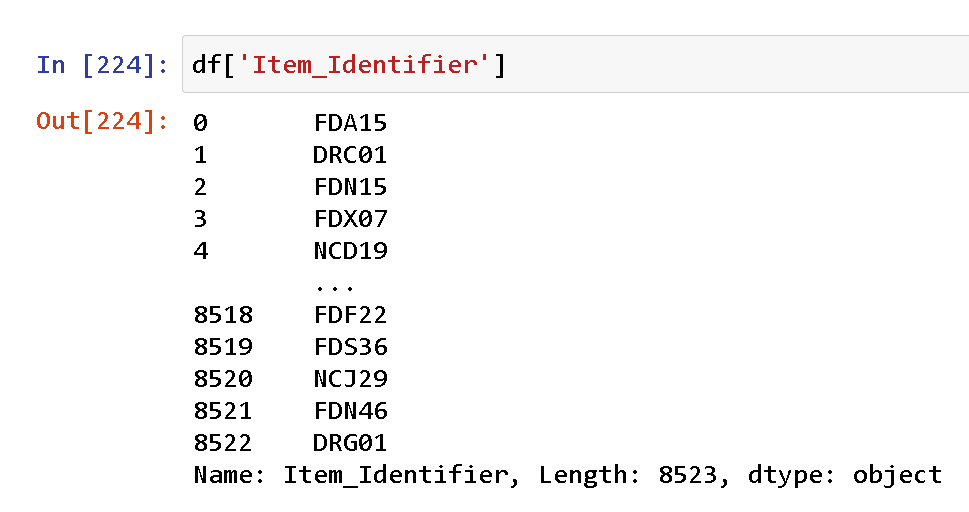 In [224]: df['Item_Identifier']
Out[224]: 0       FDA15
1       DRC01
2       FDN15
3       FDX07
4       NCD19
...
8518    FDF22
8519    FDS36
8520    NCJ29
8521    FDN46
8522    DRG01
Name: Item_Identifier, Length: 8523, dtype: object